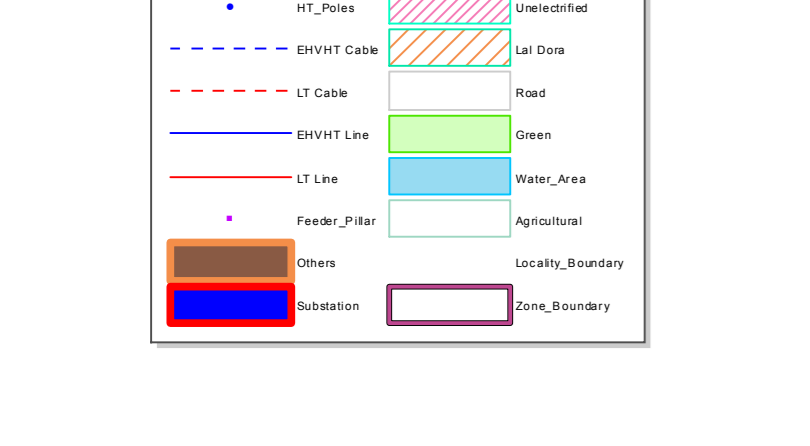 HT_Poles
Unelectrified
EHVHT Cable
Lal Dora
LT Cable
Road
EHVHT Line
Green
LT Line
Water_Area
Feeder_Pillar
Agricultural
Others
Locality_Boundary
Substation
Zone_Boundary